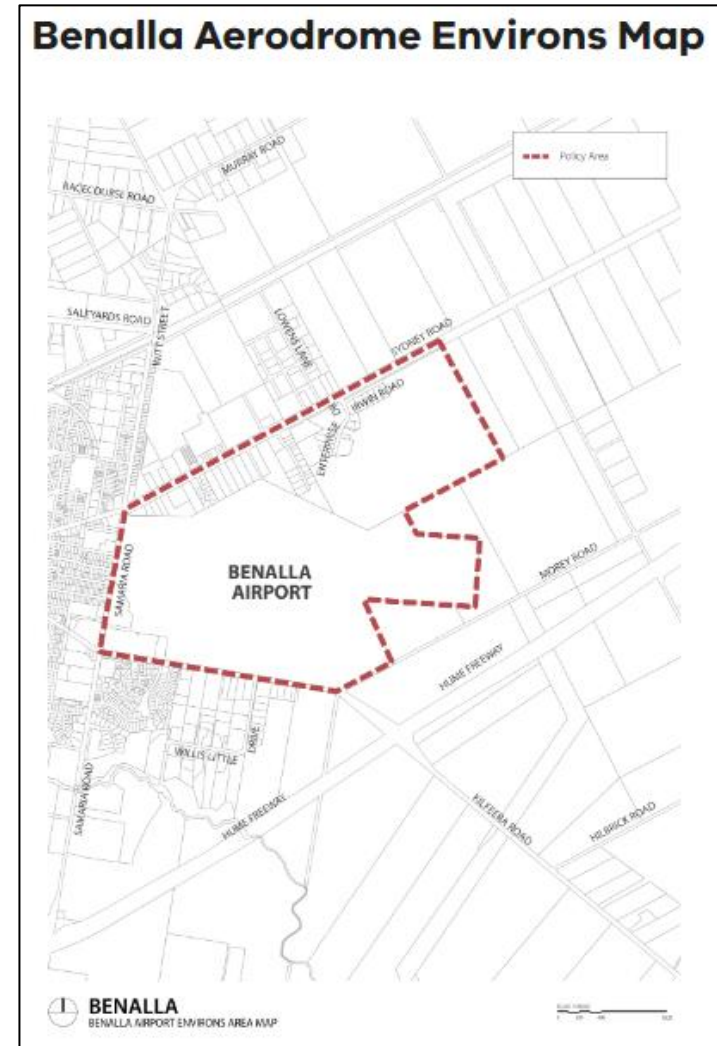 Benalla Aerodrome Environs Map
Policy Area
MURRAY ROAD
RACECOURSE ROAD
SALEYARDS ROAD
WITT STREET
LOWENS LANE
SYDNEY ROAD
IRWIN ROAD
ENTERPRISE DR
SAMARIA ROAD
BENALLA
AIRPORT
MOREY ROAD
HUME FREEWAY
WILLIS LITTLE
DRIVE
SAMARIA ROAD
HUME FREEWAY
KILFEERA ROAD
HILBRICK ROAD
BENALLA
BENALLA AIRPORT ENVIRONS AREA MAP